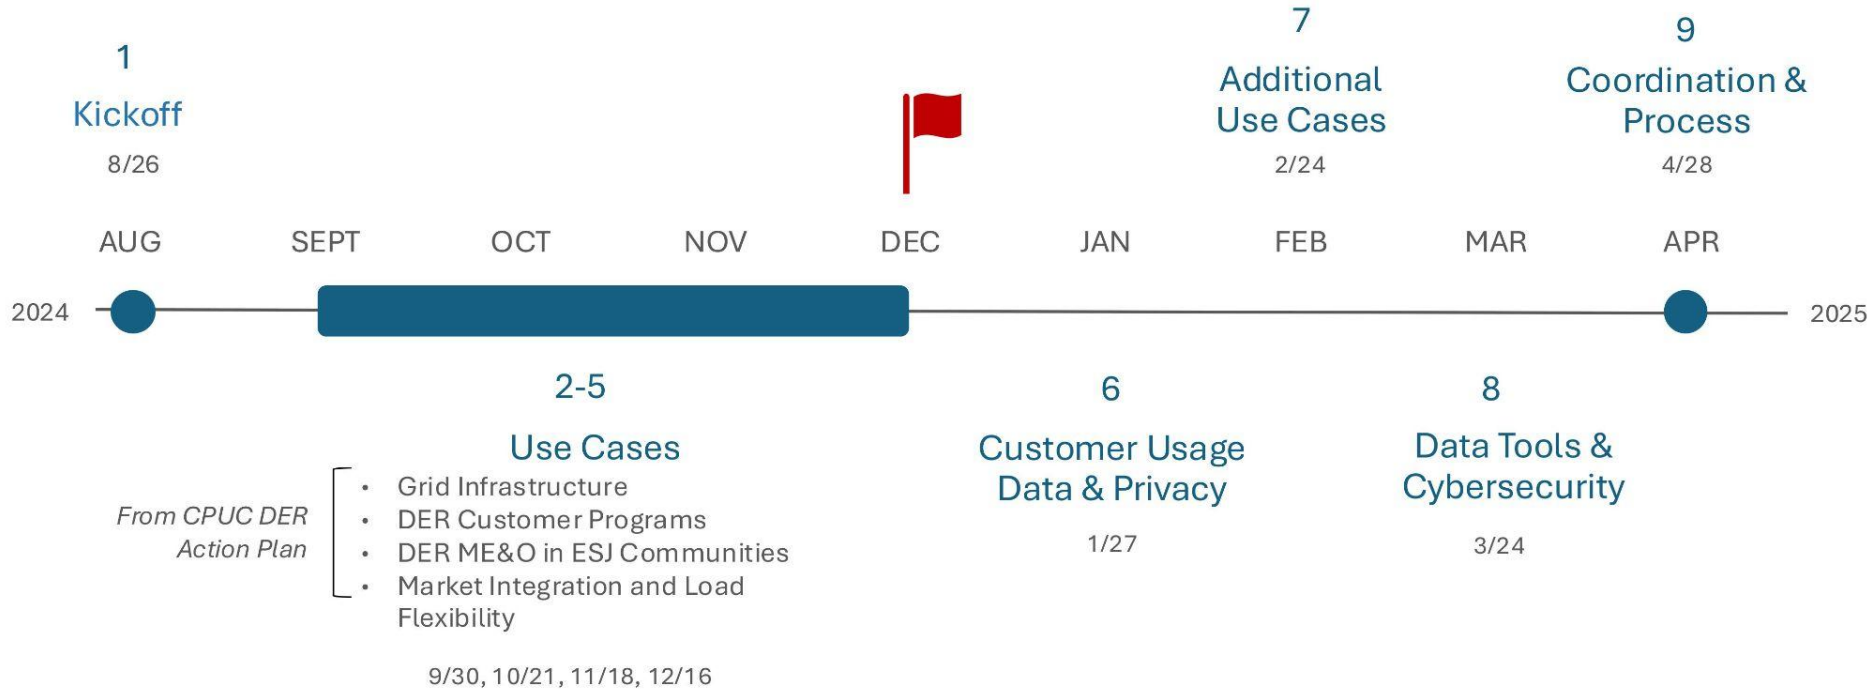 1
Kickoff
8/26
7
Additional
Use Cases
2/24
9
Coordination &
Process
4/28
AUG SEPT OCT NOV DEC JAN FEB MAR APR
2024
2025
2-5
Use Cases
From CPUC DER
Action Plan
• Grid Infrastructure
• DER Customer Programs
• DER ME&O in ESJ Communities
• Market Integration and Load
Flexibility
9/30, 10/21, 11/18, 12/16
6
Customer Usage
Data & Privacy
1/27
8
Data Tools &
Cybersecurity
3/24